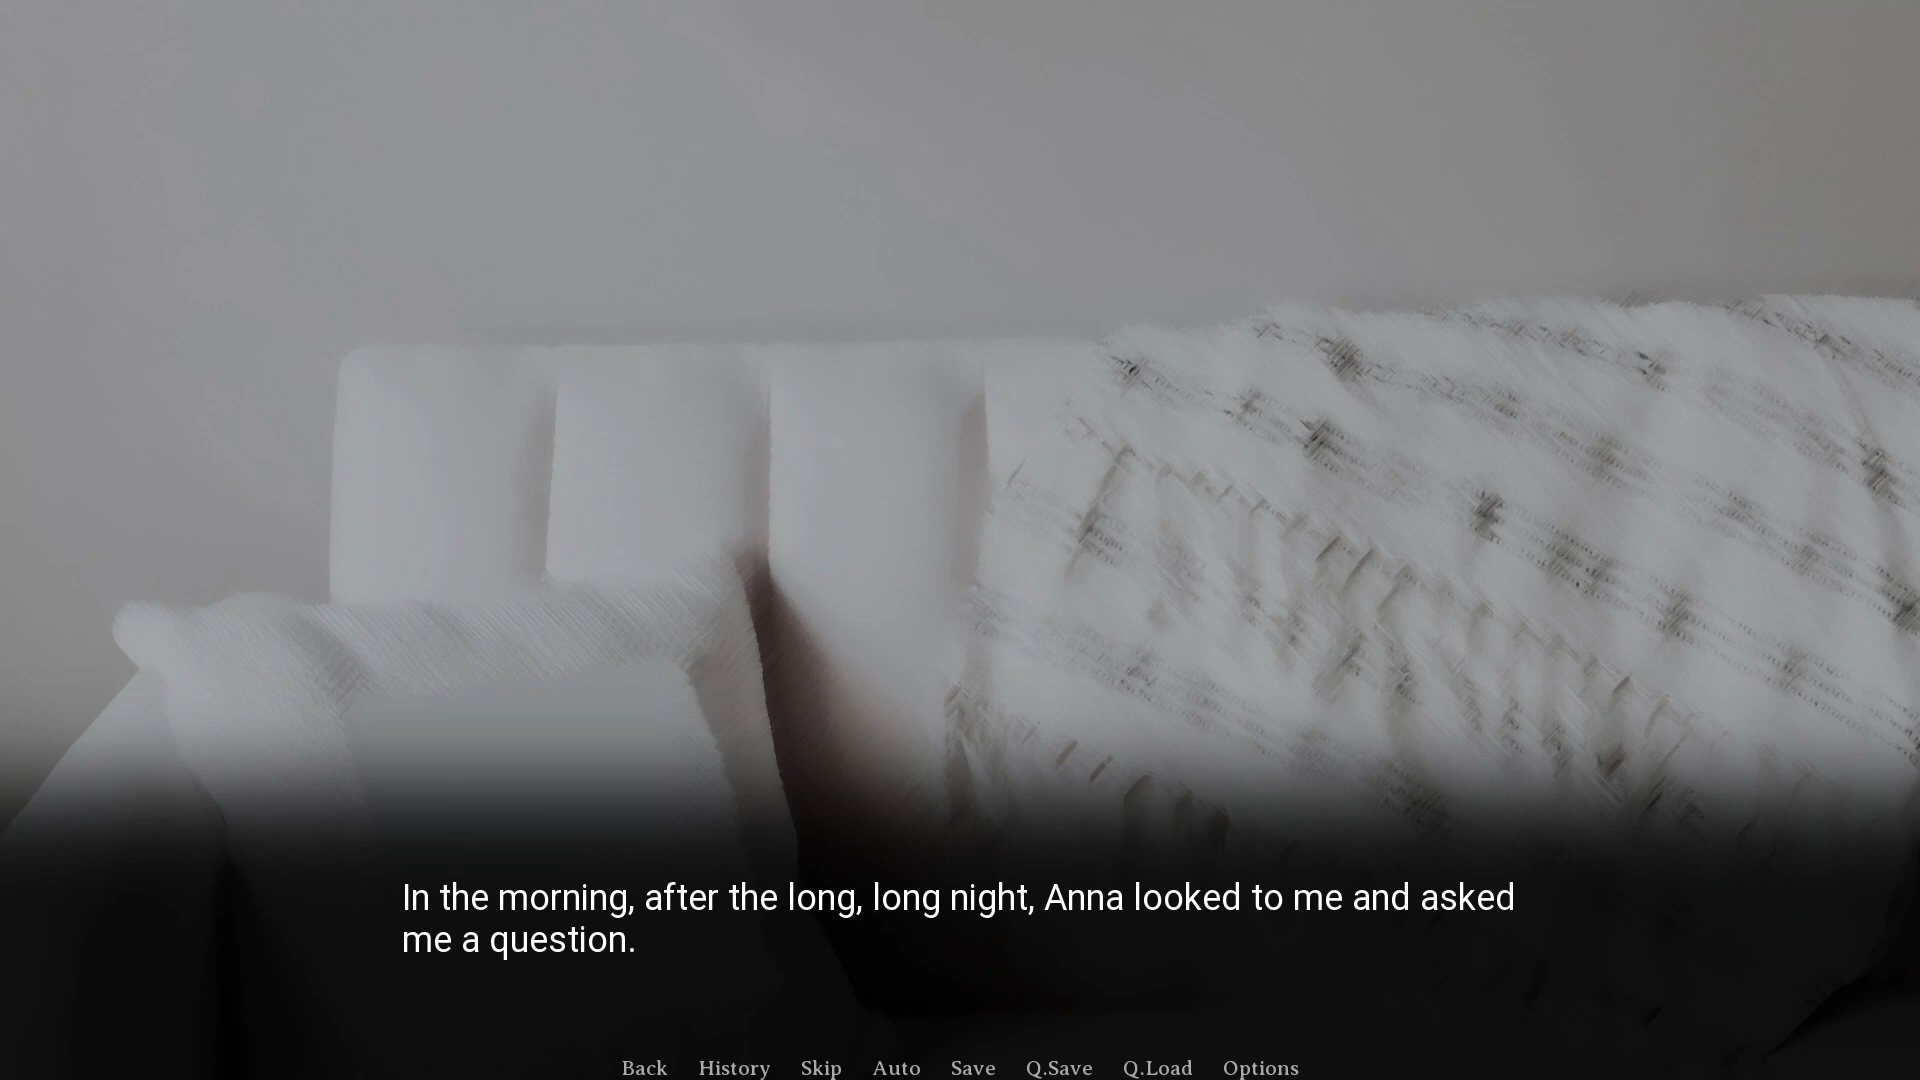 In the morning, after the long, long night, Anna looked to me and asked
me a question.
Back History Skip Auto Save Q.Save Q.Load Options